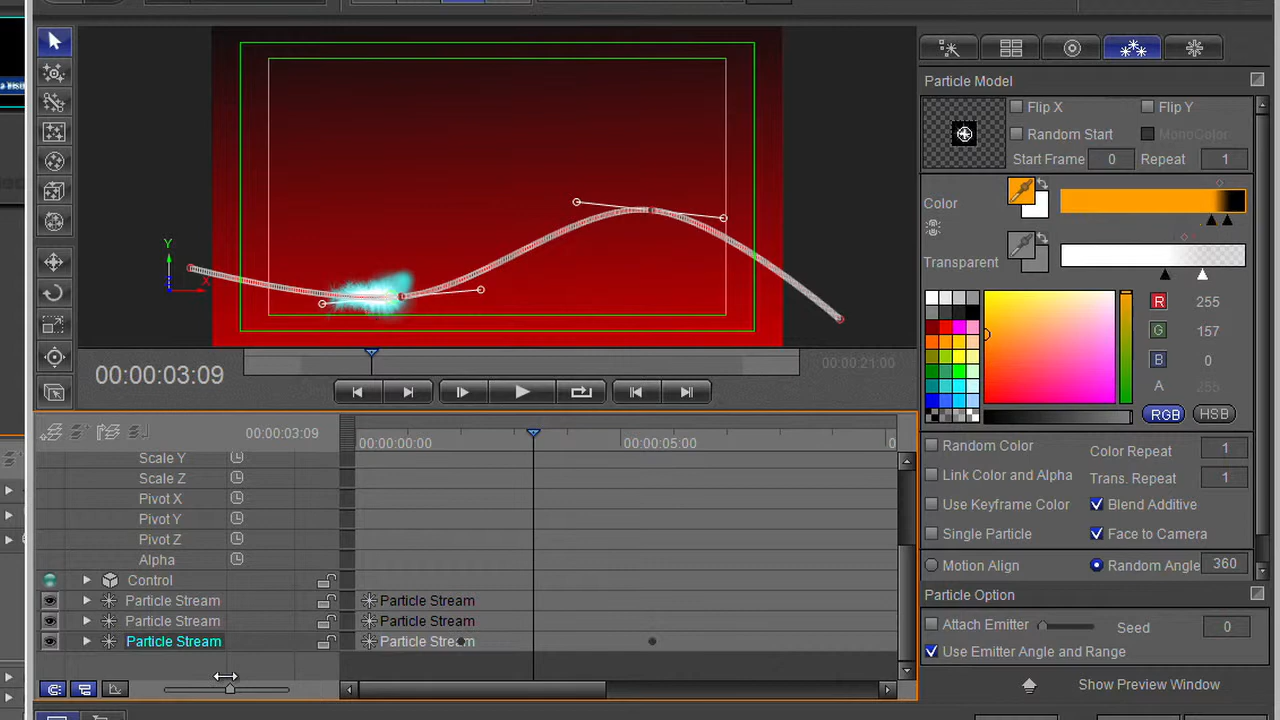 Particle Model
Flip X
Flip Y
Random Start
MonoColor
Start Frame 0 Repeat 1
Color
Transparent
R 255
G 157
B 0
A 255
RGB HSB
Random Color
Color Repeat 1
Link Color and Alpha
Trans. Repeat 1
Use Keyframe Color
Blend Additive
Single Particle
Face to Camera
Motion Align
Random Angle 360
Particle Option
Attach Emitter
Seed 0
Use Emitter Angle and Range
Show Preview Window
Y
X
00:00:03:09
00:00:21:00
00:00:03:09
00:00:00:00
00:00:05:00
0
Scale Y
Scale Z
Pivot X
Pivot Y
Pivot Z
Alpha
Control
Particle Stream
Particle Stream
Particle Stream
Particle Stream
Particle Stream
Particle Stream